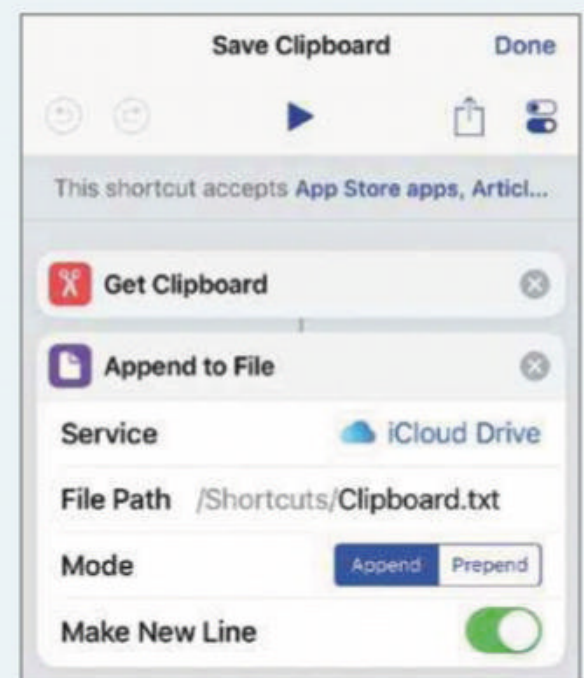 Save Clipboard Done
This shortcut accepts App Store apps, Articl...
Get Clipboard
Append to File
Service iCloud Drive
File Path /Shortcuts/Clipboard.txt
Mode Append Prepend
Make New Line